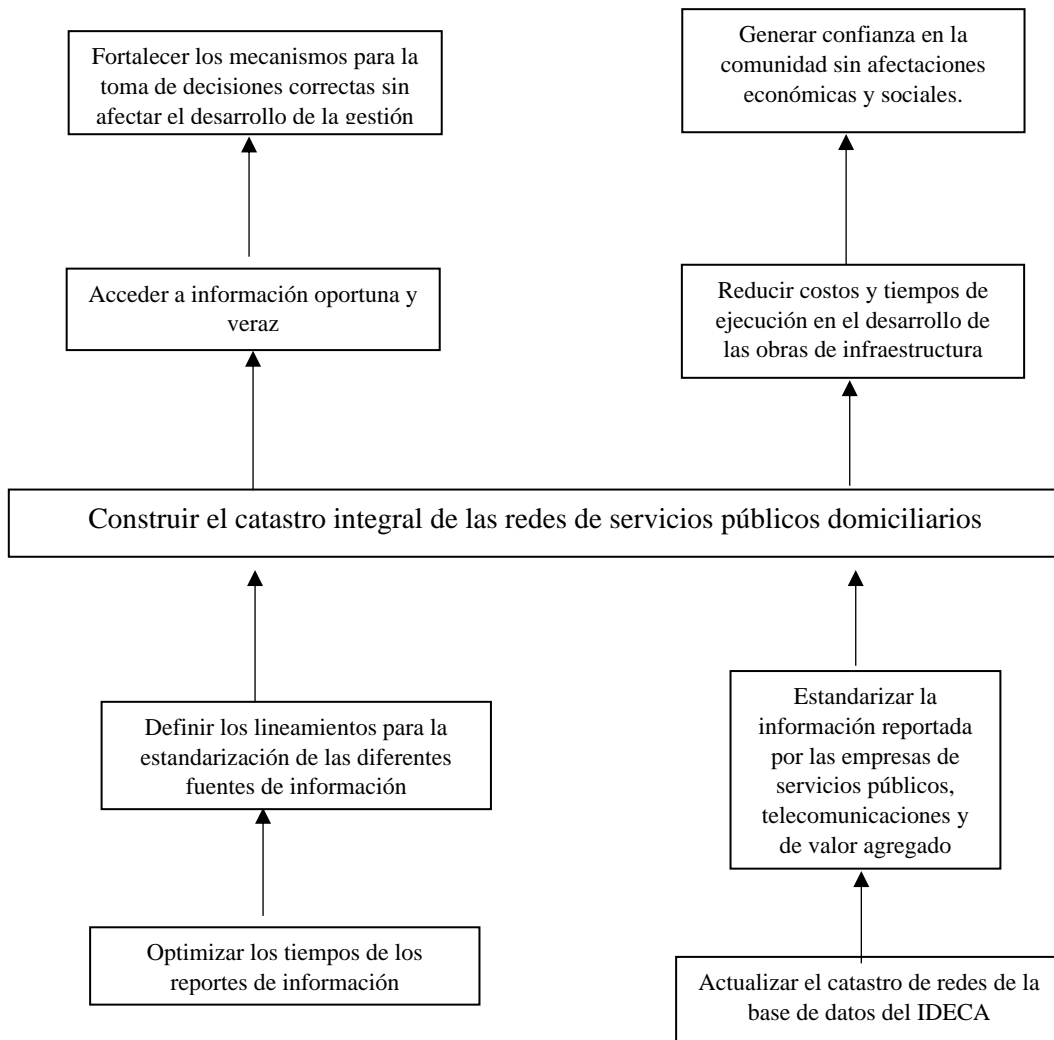 Fortalecer los mecanismos para la
toma de decisiones correctas sin
afectar el desarrollo de la gestión
Generar confianza en la
comunidad sin afectaciones
económicas y sociales.
Acceder a información oportuna y
veraz
Reducir costos y tiempos de
ejecución en el desarrollo de
las obras de infraestructura
Construir el catastro integral de las redes de servicios públicos domiciliarios
Definir los lineamientos para la
estandarización de las diferentes
fuentes de información
Estandarizar la
información reportada
por las empresas de
servicios públicos,
telecomunicaciones y
de valor agregado
Optimizar los tiempos de los
reportes de información
Actualizar el catastro de redes de la
base de datos del IDECA